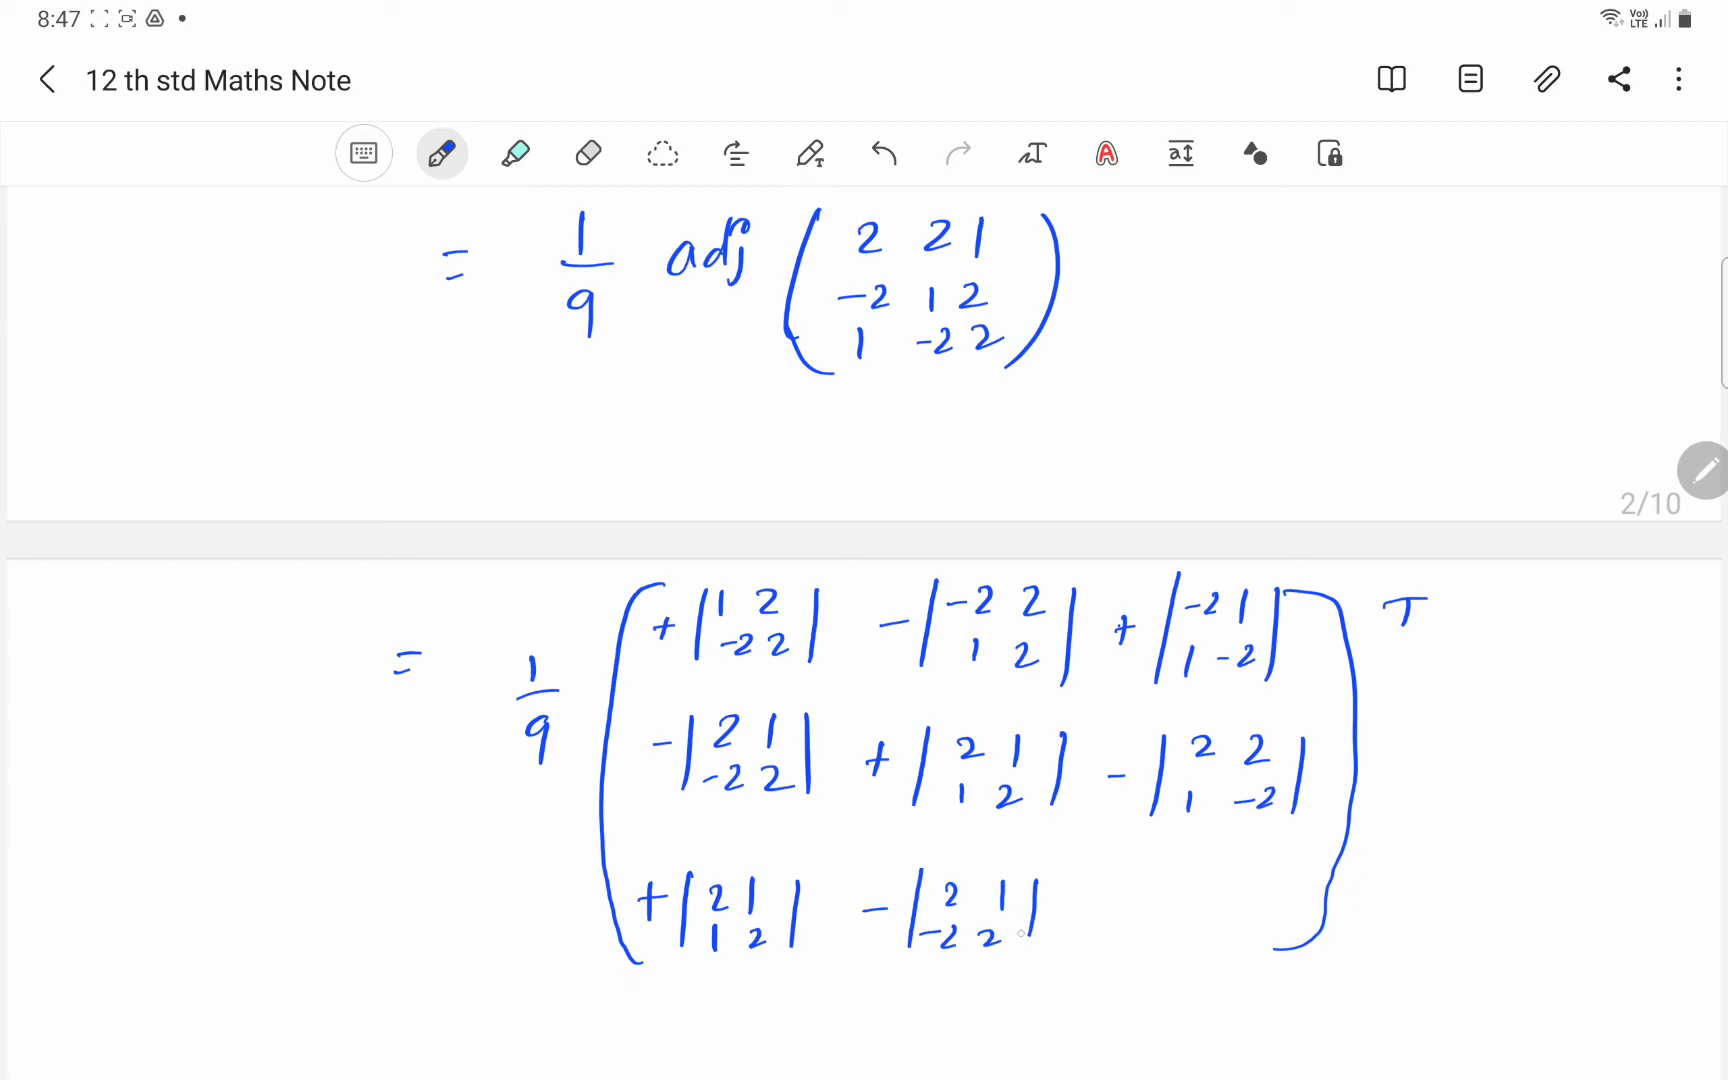 8:47 Vo) LTE
12 th std Maths Note
= 1/9 adj ( 2 2 1
-2 1 2
1 -2 2 )
2/10
= 1/9 ( + |1 2; -2 2| - |-2 2; 1 2| + |-2 1; 1 -2|
- |2 1; -2 2| + |2 1; 1 2| - |2 2; 1 -2|
+ |2 1; 1 2| - |2 1; -2 2| ) T